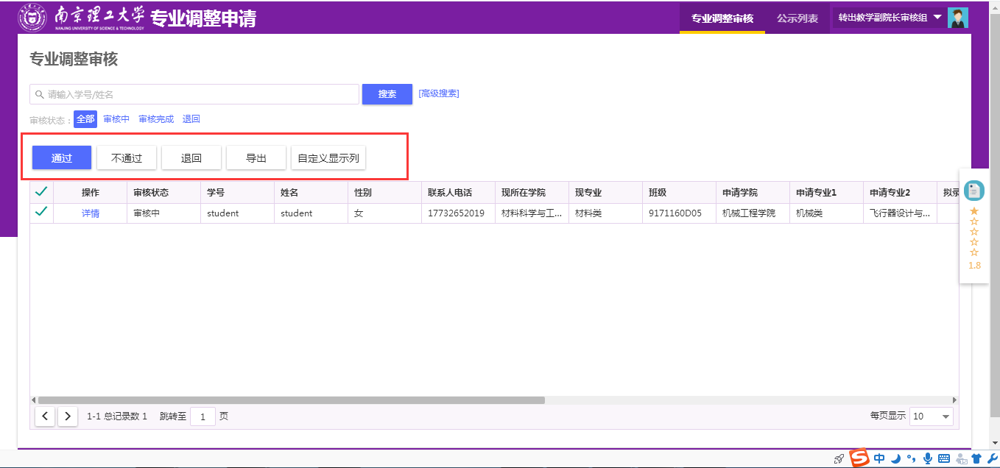 南京理工大学 专业调整申请 专业调整审核 公示列表 转出教学副院长审核组
NANJING UNIVERSITY OF SCIENCE & TECHNOLOGY
专业调整审核
请输入学号/姓名 搜索 [高级搜索]
审核状态： 全部 审核中 审核完成 退回
通过 不通过 退回 导出 自定义显示列
操作 审核状态 学号 姓名 性别 联系人电话 现所在学院 现专业 班级 申请学院 申请专业1 申请专业2 拟录
详情 审核中 student student 女 17732652019 材料科学与工... 材料类 9171160D05 机械工程学院 机械类 飞行器设计与...
1.8
1-1 总记录数 1 跳转至 1 页 每页显示 10
S 中